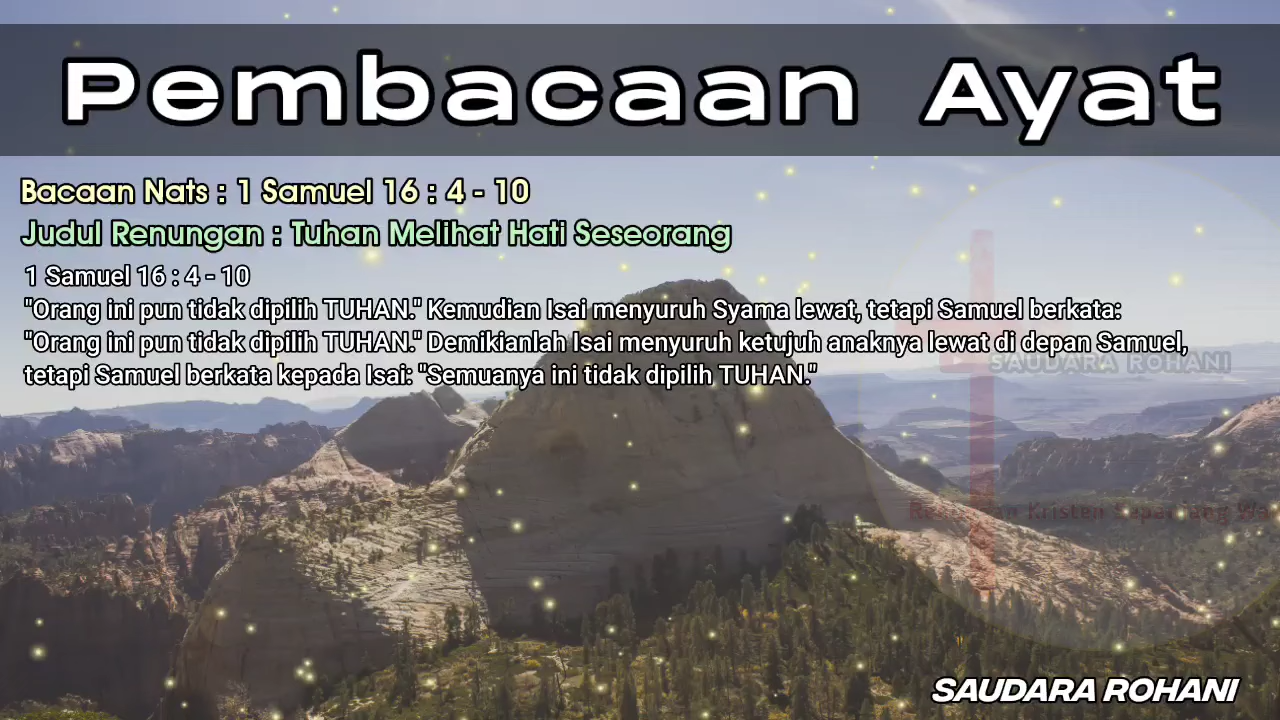 Pembacaan Ayat
Bacaan Nats : 1 Samuel 16 : 4 - 10
Judul Renungan : Tuhan Melihat Hati Seseorang
1 Samuel 16 : 4 - 10
"Orang ini pun tidak dipilih TUHAN." Kemudian Isai menyuruh Syama lewat, tetapi Samuel berkata:
"Orang ini pun tidak dipilih TUHAN." Demikianlah Isai menyuruh ketujuh anaknya lewat di depan Samuel,
tetapi Samuel berkata kepada Isai: "Semuanya ini tidak dipilih TUHAN."
SAUDARA ROHANI
Kristen Sepanjang
SAUDARA ROHANI